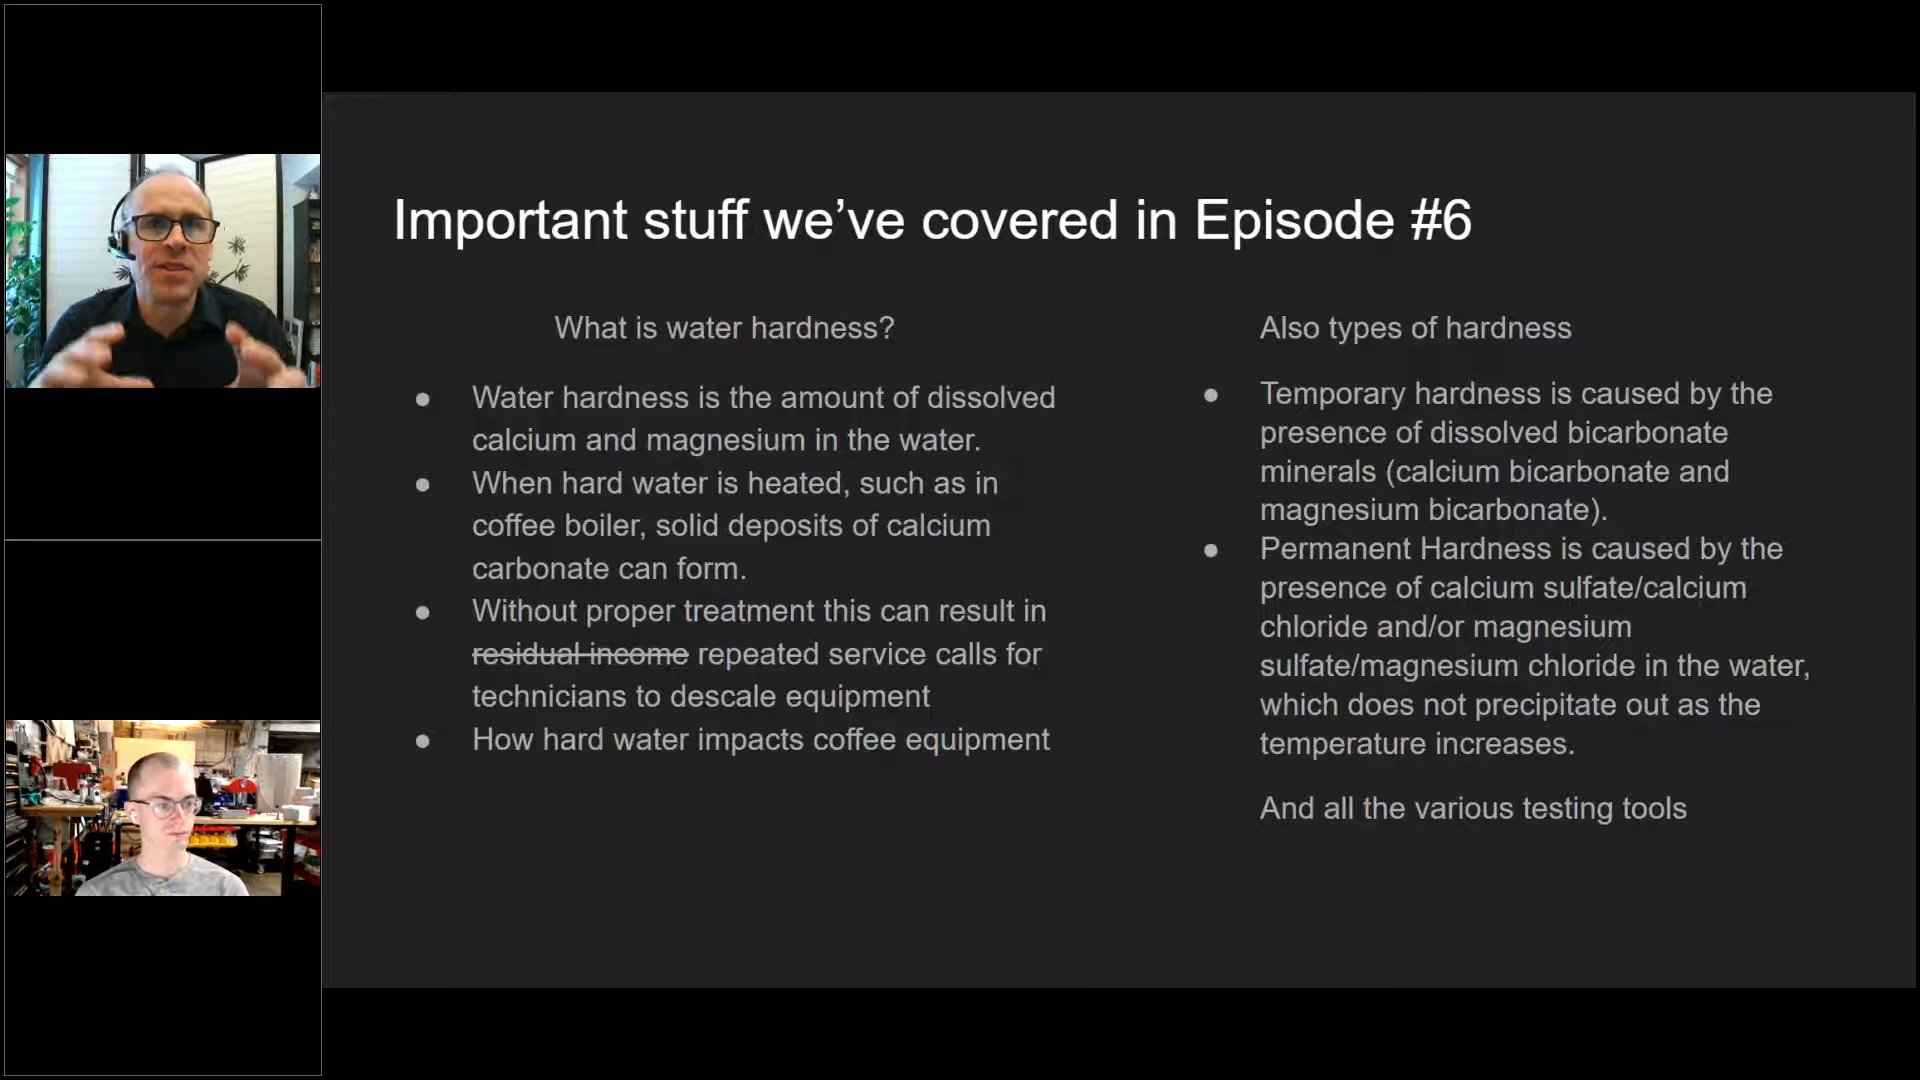 Important stuff we’ve covered in Episode #6
What is water hardness?
● Water hardness is the amount of dissolved
calcium and magnesium in the water.
● When hard water is heated, such as in
coffee boiler, solid deposits of calcium
carbonate can form.
● Without proper treatment this can result in
residual income repeated service calls for
technicians to descale equipment
● How hard water impacts coffee equipment
Also types of hardness
● Temporary hardness is caused by the
presence of dissolved bicarbonate
minerals (calcium bicarbonate and
magnesium bicarbonate).
● Permanent Hardness is caused by the
presence of calcium sulfate/calcium
chloride and/or magnesium
sulfate/magnesium chloride in the water,
which does not precipitate out as the
temperature increases.
And all the various testing tools